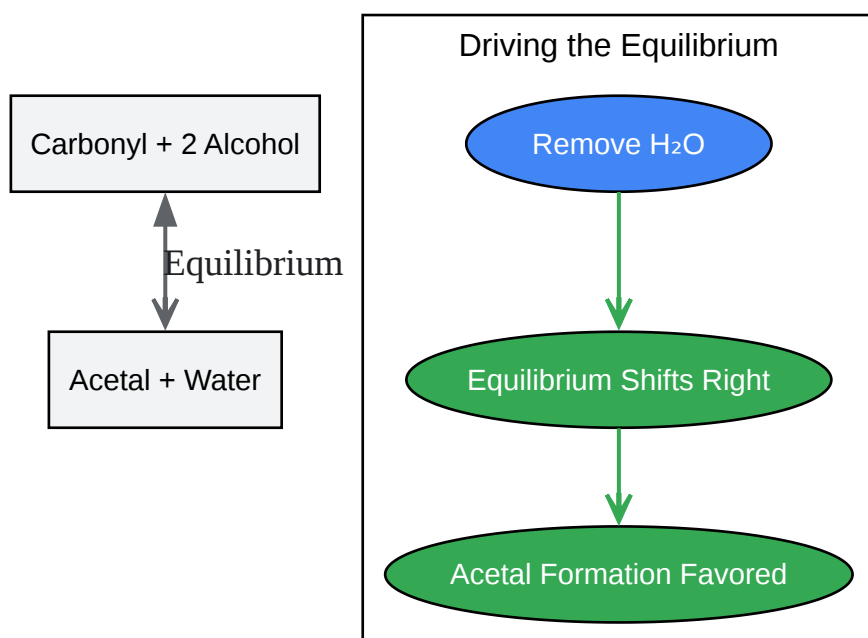 Driving the Equilibrium
Carbonyl + 2 Alcohol
Equilibrium
Acetal + Water
Remove H₂O
Equilibrium Shifts Right
Acetal Formation Favored